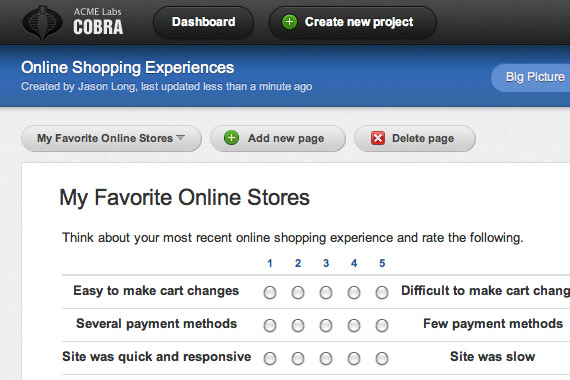 ACME Labs
COBRA
Dashboard
Create new project
Online Shopping Experiences
Created by Jason Long, last updated less than a minute ago
Big Picture
My Favorite Online Stores
Add new page
Delete page
My Favorite Online Stores
Think about your most recent online shopping experience and rate the following.
1 2 3 4 5
Easy to make cart changes Difficult to make cart chang
Several payment methods Few payment methods
Site was quick and responsive Site was slow